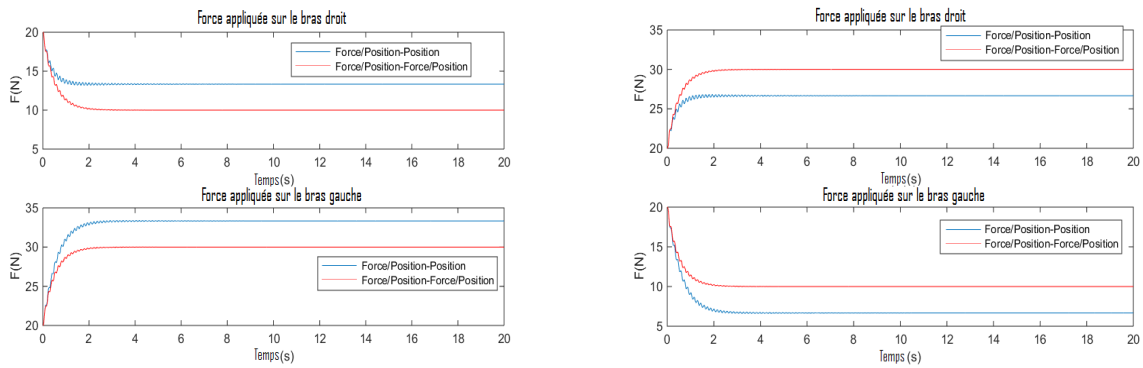 Force appliquée sur le bras droit
F(N)
20
15
10
5
Force/Position-Position
Force/Position-Force/Position
0 2 4 6 8 10 12 14 16 18 20
Temps(s)
Force appliquée sur le bras gauche
F(N)
35
30
25
20
Force/Position-Position
Force/Position-Force/Position
0 2 4 6 8 10 12 14 16 18 20
Temps(s)
Force appliquée sur le bras droit
F(N)
35
30
25
20
Force/Position-Position
Force/Position-Force/Position
0 2 4 6 8 10 12 14 16 18 20
Temps(s)
Force appliquée sur le bras gauche
F(N)
20
15
10
5
Force/Position-Position
Force/Position-Force/Position
0 2 4 6 8 10 12 14 16 18 20
Temps(s)